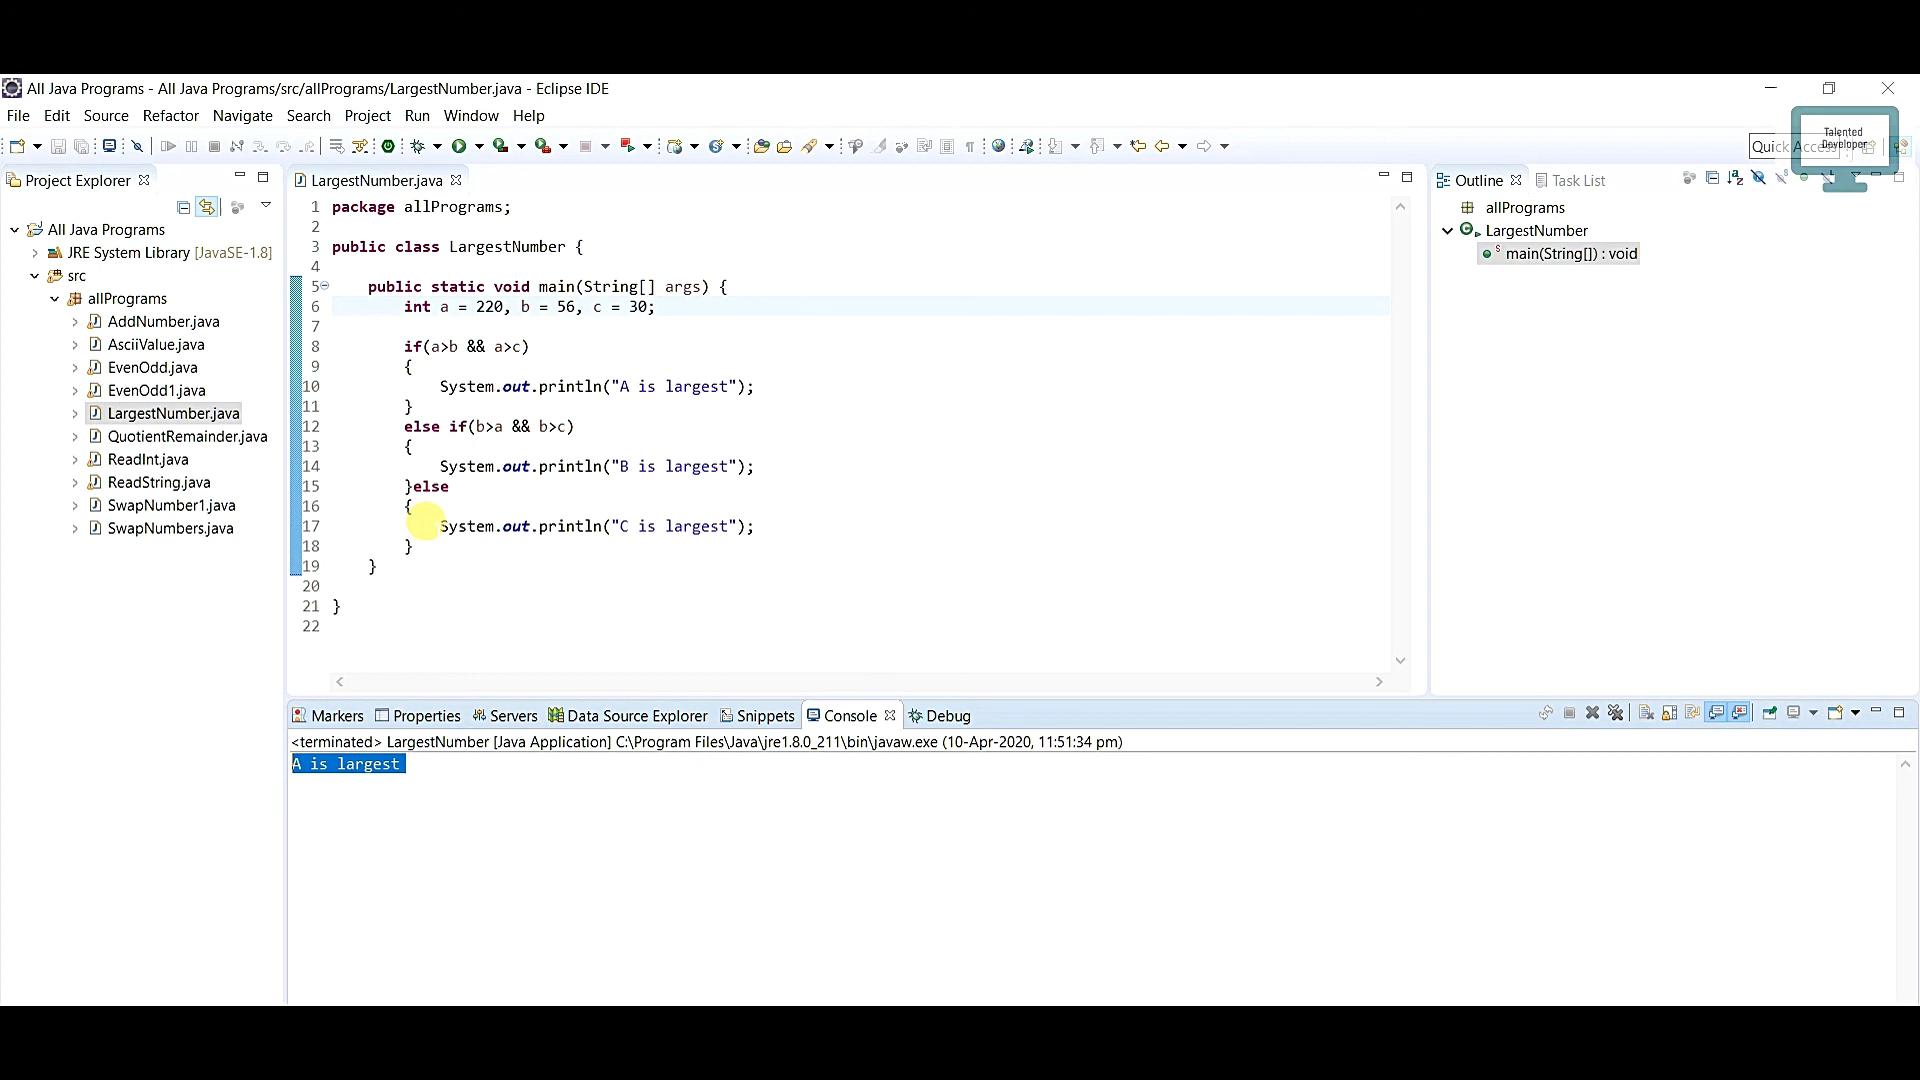 All Java Programs - All Java Programs/src/allPrograms/LargestNumber.java - Eclipse IDE
File Edit Source Refactor Navigate Search Project Run Window Help
Talented
Developer
Quick Access
Project Explorer
All Java Programs
JRE System Library [JavaSE-1.8]
src
allPrograms
AddNumber.java
AsciiValue.java
EvenOdd.java
EvenOdd1.java
LargestNumber.java
QuotientRemainder.java
ReadInt.java
ReadString.java
SwapNumber1.java
SwapNumbers.java
LargestNumber.java
1 package allPrograms;
2
3 public class LargestNumber {
4
5 public static void main(String[] args) {
6 int a = 220, b = 56, c = 30;
7
8 if(a>b && a>c)
9 {
10 System.out.println("A is largest");
11 }
12 else if(b>a && b>c)
13 {
14 System.out.println("B is largest");
15 }else
16 {
17 System.out.println("C is largest");
18 }
19 }
20
21 }
22
Outline Task List
allPrograms
LargestNumber
main(String[]) : void
Markers Properties Servers Data Source Explorer Snippets Console Debug
<terminated> LargestNumber [Java Application] C:\Program Files\Java\jre1.8.0_211\bin\javaw.exe (10-Apr-2020, 11:51:34 pm)
A is largest